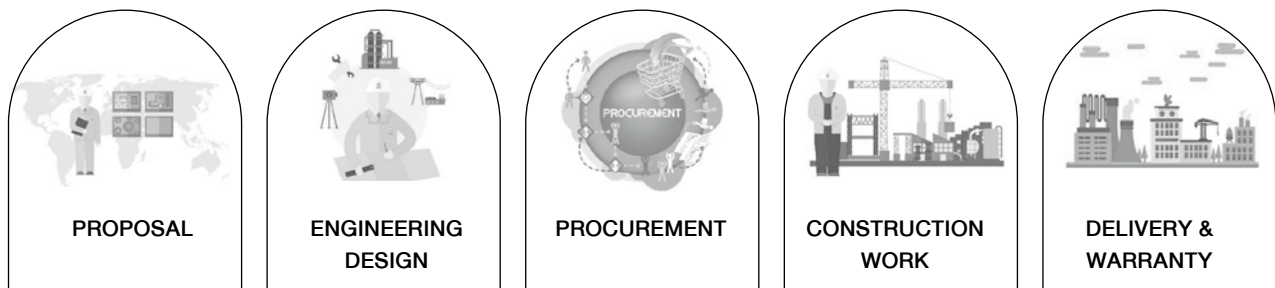 PROCUREMENT
PROPOSAL
ENGINEERING
DESIGN
PROCUREMENT
CONSTRUCTION
WORK
DELIVERY &
WARRANTY